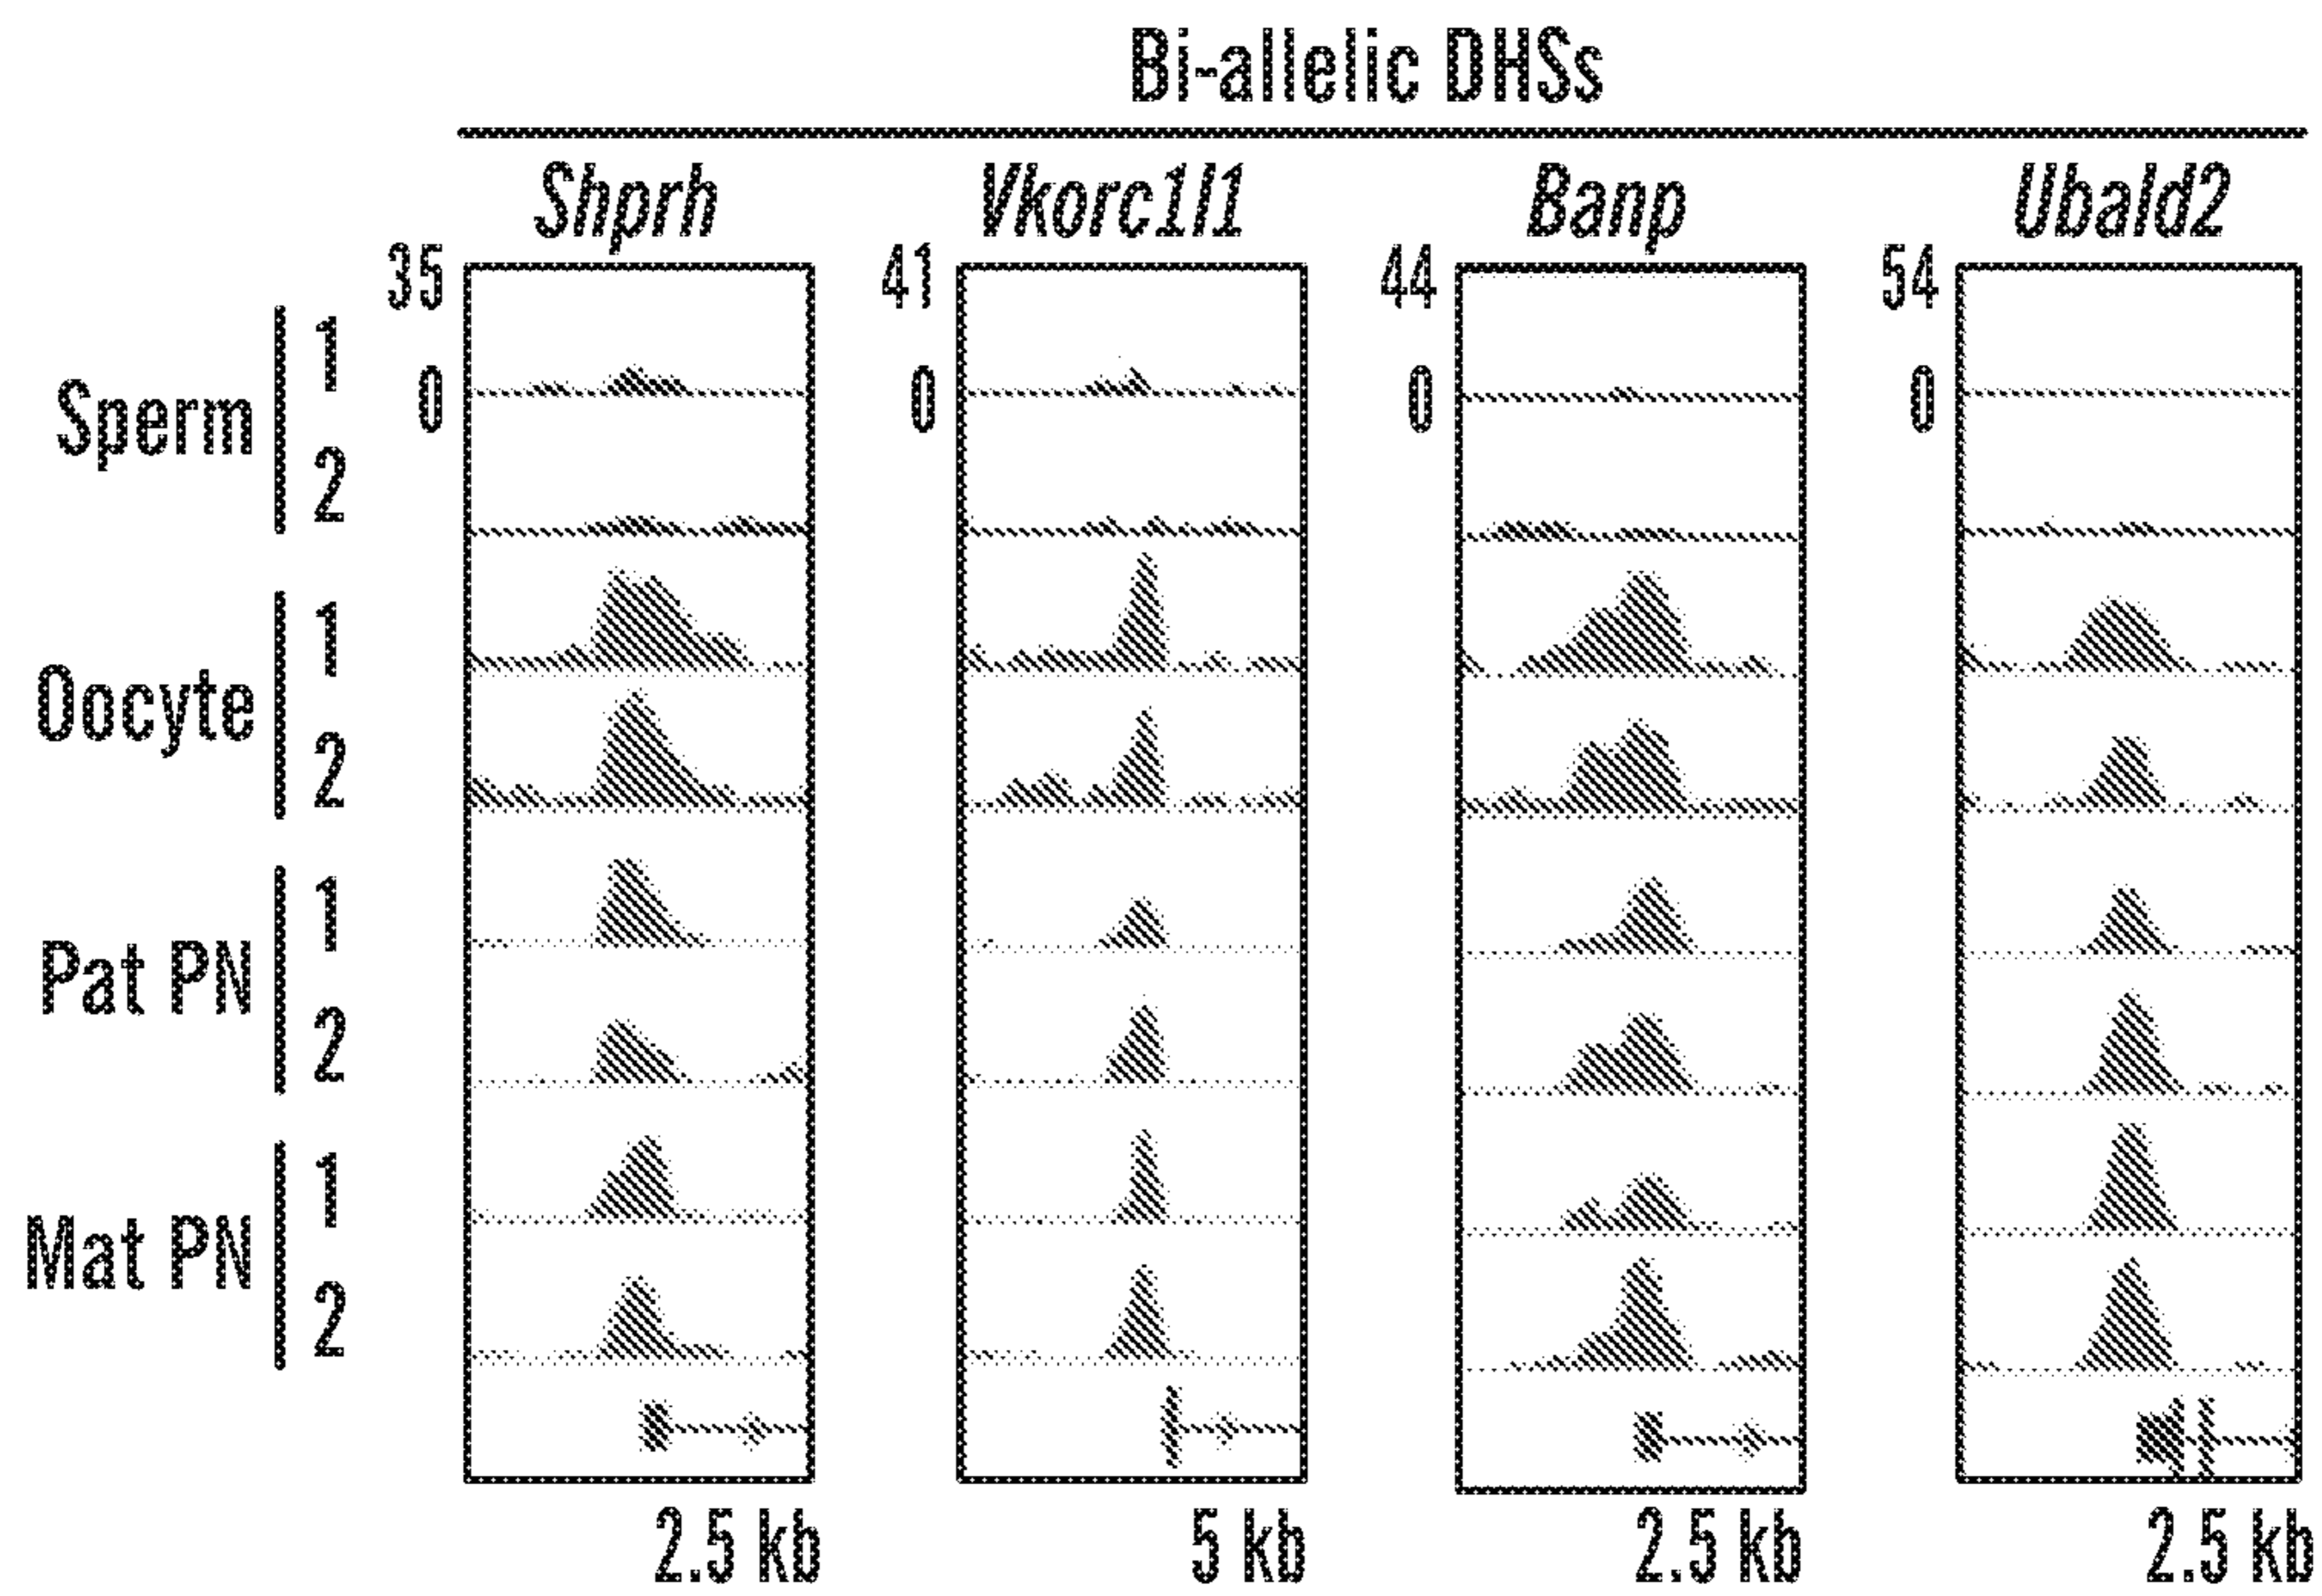 Bi-allelic DHSs
Shprh Vkorc1l1 Banp Ubald2
35 41 44 54
0 0 0 0
Sperm 1
2
Oocyte 1
2
Pat PN 1
2
Mat PN 1
2
2.5 kb 5 kb 2.5 kb 2.5 kb